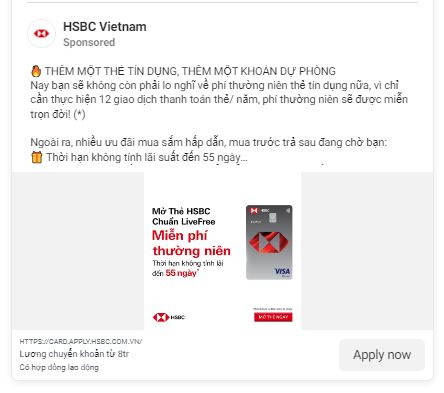 HSBC Vietnam
Sponsored
🔥 THÊM MỘT THẺ TÍN DỤNG, THÊM MỘT KHOẢN DỰ PHÒNG
Nay bạn sẽ không còn phải lo nghĩ về phí thường niên thẻ tín dụng nữa, vì chỉ
cần thực hiện 12 giao dịch thanh toán thẻ/ năm, phí thường niên sẽ được miễn
trọn đời! (*)
Ngoài ra, nhiều ưu đãi mua sắm hấp dẫn, mua trước trả sau đang chờ bạn:
🎁 Thời hạn không tính lãi suất đến 55 ngày...
Mở Thẻ HSBC
Chuẩn LiveFree
Miễn phí
thường niên
Thời hạn không tính lãi
đến 55 ngày*
HSBC
VISA
HSBC
MỞ THẺ NGAY
HTTPS://CARD.APPLY.HSBC.COM.VN/
Lương chuyển khoản từ 8tr
Có hợp đồng lao động
Apply now